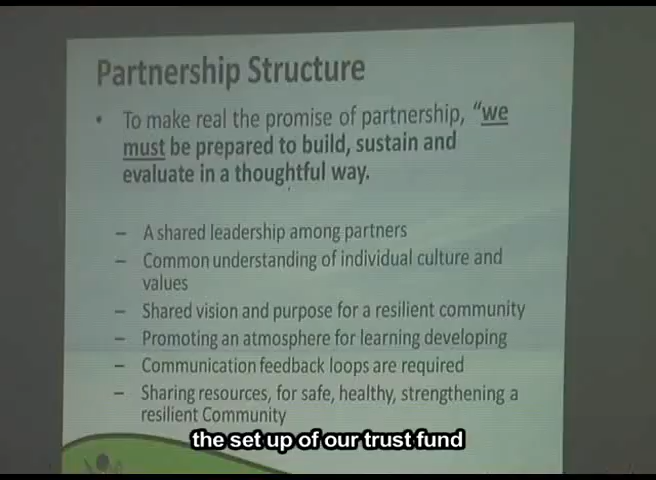 Partnership Structure
• To make real the promise of partnership, "we
must be prepared to build, sustain and
evaluate in a thoughtful way.
– A shared leadership among partners
– Common understanding of individual culture and
values
– Shared vision and purpose for a resilient community
– Promoting an atmosphere for learning developing
– Communication feedback loops are required
– Sharing resources, for safe, healthy, strengthening a
resilient Community
the set up of our trust fund